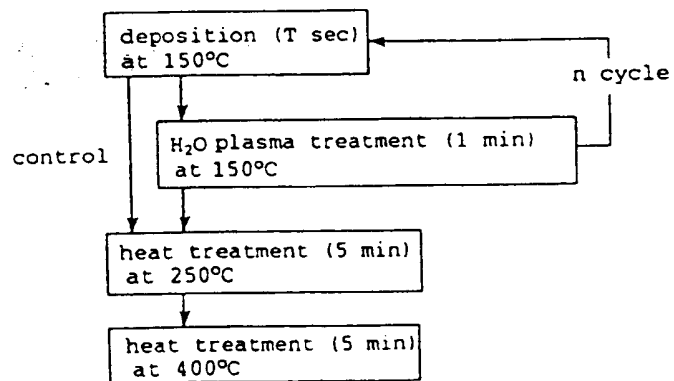 deposition (T sec)
at 150°C
n cycle
H₂O plasma treatment (1 min)
at 150°C
control
heat treatment (5 min)
at 250°C
heat treatment (5 min)
at 400°C